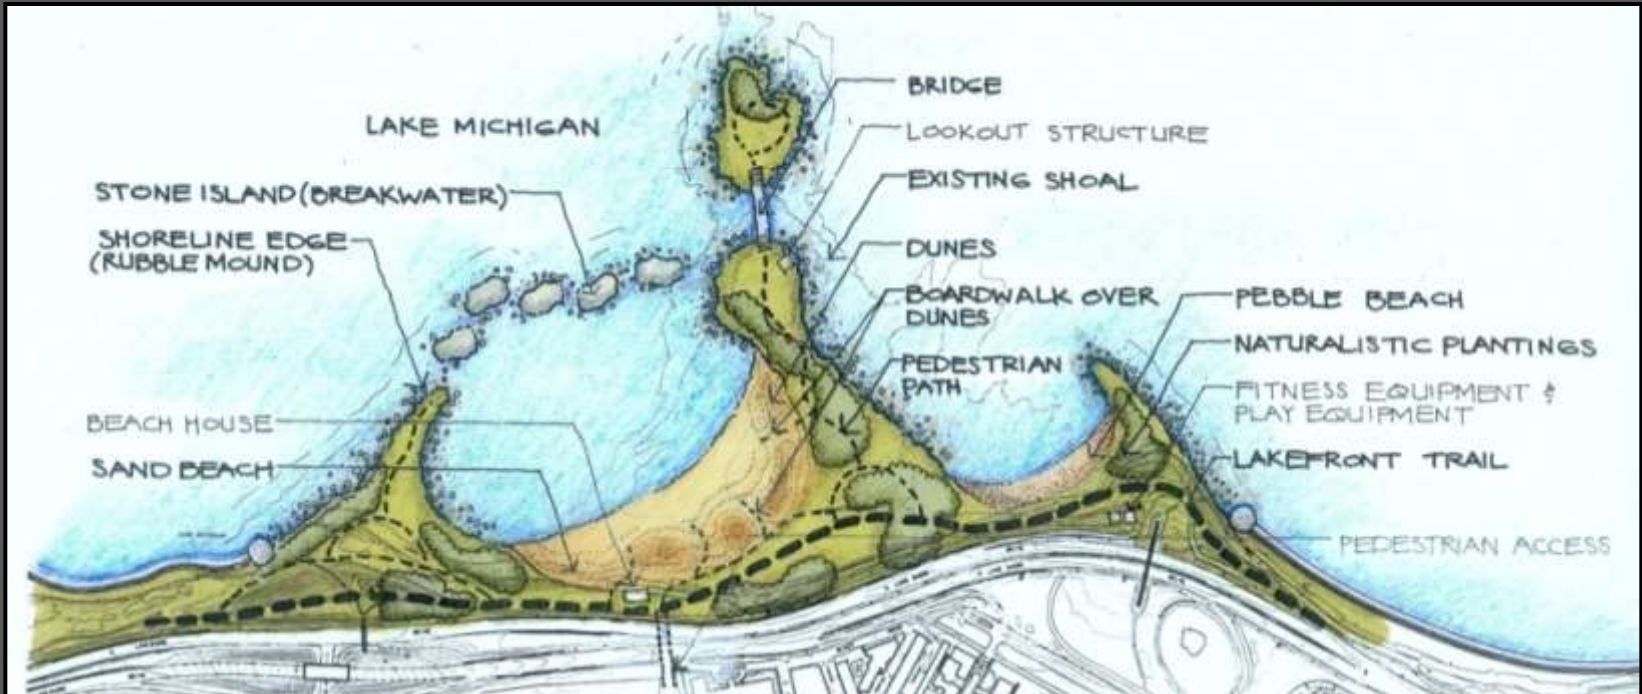 LAKE MICHIGAN
STONE ISLAND (BREAKWATER)
SHORELINE EDGE
(RUBBLE MOUND)
BEACH HOUSE
SAND BEACH
BRIDGE
LOOKOUT STRUCTURE
EXISTING SHOAL
DUNES
BOARDWALK OVER
DUNES
PEDESTRIAN
PATH
PEBBLE BEACH
NATURALISTIC PLANTINGS
FITNESS EQUIPMENT &
PLAY EQUIPMENT
LAKEFRONT TRAIL
PEDESTRIAN ACCESS